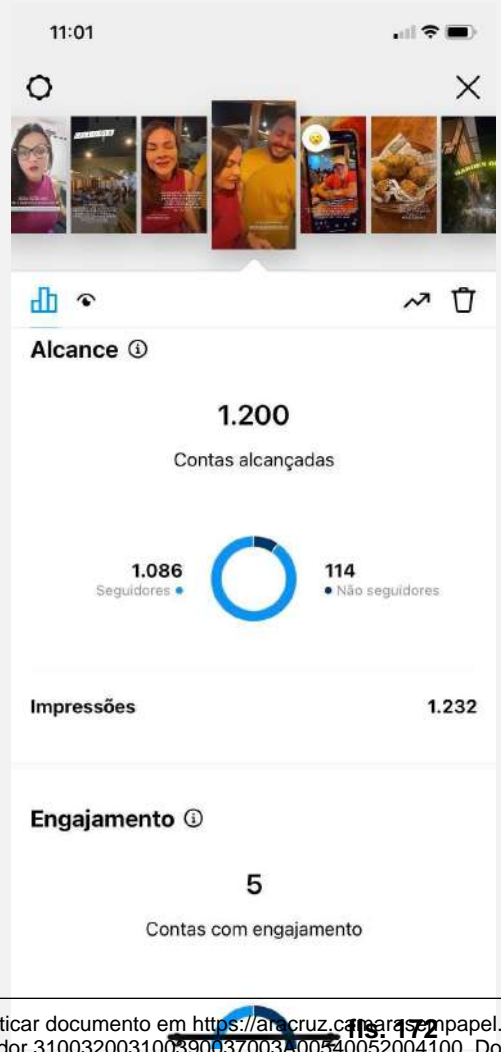 11:01
Alcance
1.200
Contas alcançadas
1.086
Seguidores
114
Não seguidores
Impressões
1.232
Engajamento
5
Contas com engajamento
ticar documento em https://aracruz.camarasempapel.
fls. 172